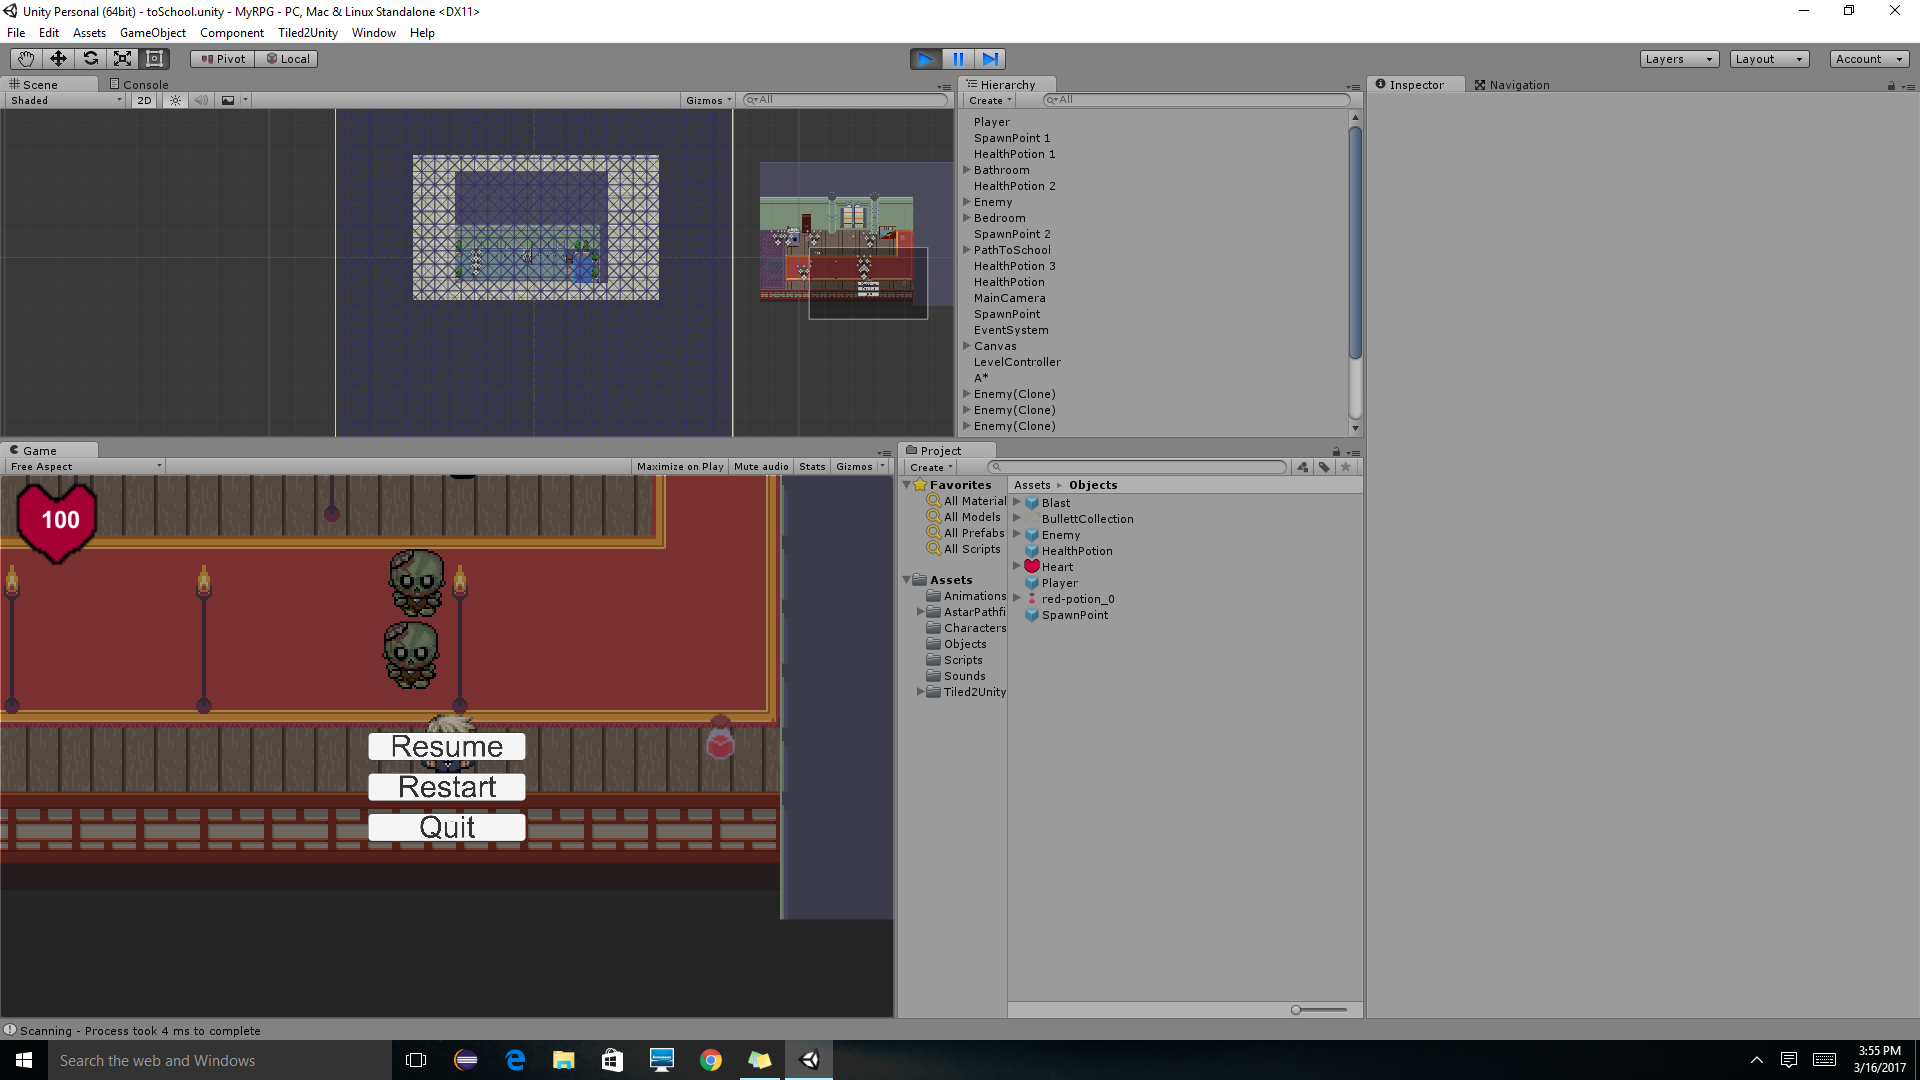 Unity Personal (64bit) - toSchool.unity - MyRPG - PC, Mac & Linux Standalone <DX11>
File Edit Assets GameObject Component Tiled2Unity Window Help
Pivot Local Layers Layout Account
Scene Console
Shaded 2D Gizmos All
Hierarchy
Create All
Player
SpawnPoint 1
HealthPotion 1
Bathroom
HealthPotion 2
Enemy
Bedroom
SpawnPoint 2
PathToSchool
HealthPotion 3
HealthPotion
MainCamera
SpawnPoint
EventSystem
Canvas
LevelController
A*
Enemy(Clone)
Enemy(Clone)
Enemy(Clone)
Inspector Navigation
Game
Free Aspect Maximize on Play Mute audio Stats Gizmos
100
Resume
Restart
Quit
Project
Create
Favorites
All Material
All Models
All Prefabs
All Scripts
Assets
Animations
AstarPathfi
Characters
Objects
Scripts
Sounds
Tiled2Unity
Assets Objects
Blast
BullettCollection
Enemy
HealthPotion
Heart
Player
red-potion_0
SpawnPoint
Scanning - Process took 4 ms to complete
Search the web and Windows
3:55 PM
3/16/2017